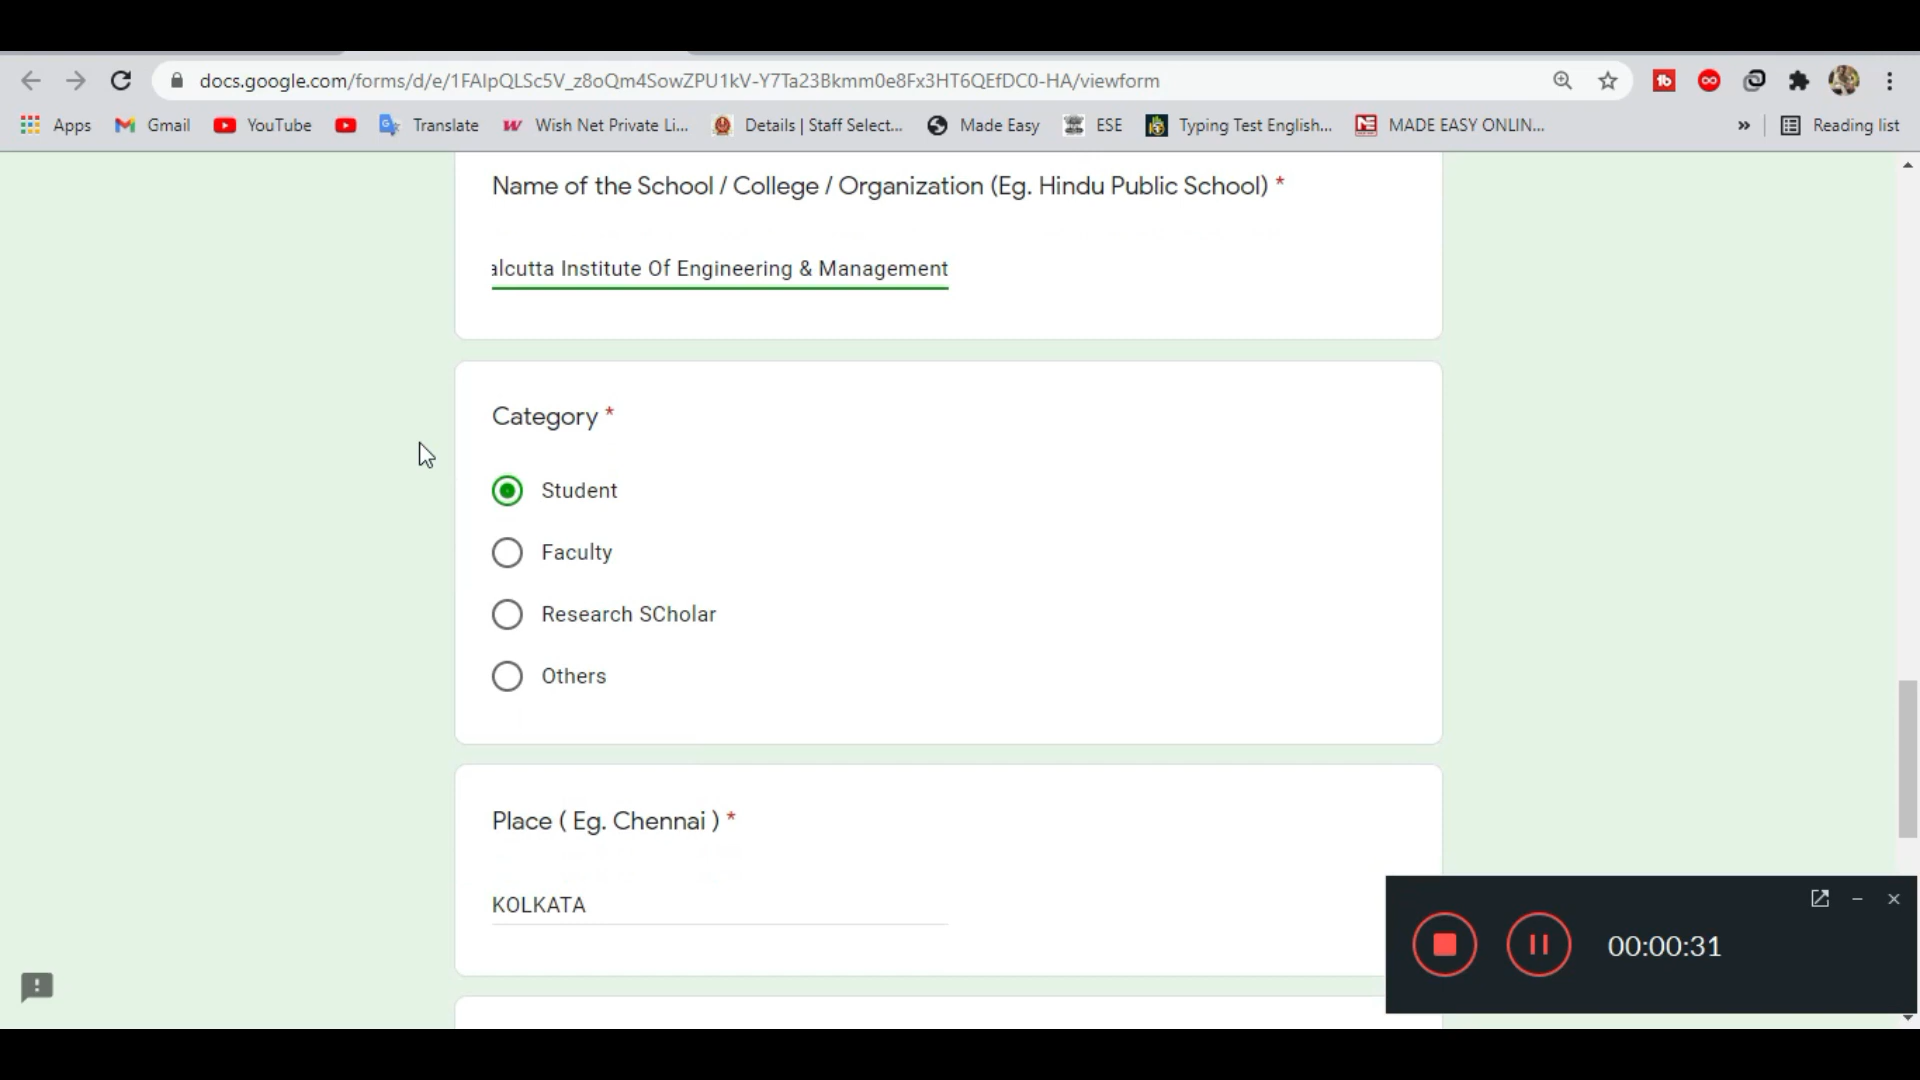 docs.google.com/forms/d/e/1FAIpQLSc5V_z8oQm4SowZPU1kV-Y7Ta23Bkmm0e8Fx3HT6QEfDC0-HA/viewform
Apps Gmail YouTube Translate Wish Net Private Li... Details | Staff Select... Made Easy ESE Typing Test English... MADE EASY ONLIN... » Reading list
Name of the School / College / Organization (Eg. Hindu Public School) *
alcutta Institute Of Engineering & Management
Category *
Student
Faculty
Research SCholar
Others
Place ( Eg. Chennai ) *
KOLKATA
00:00:31